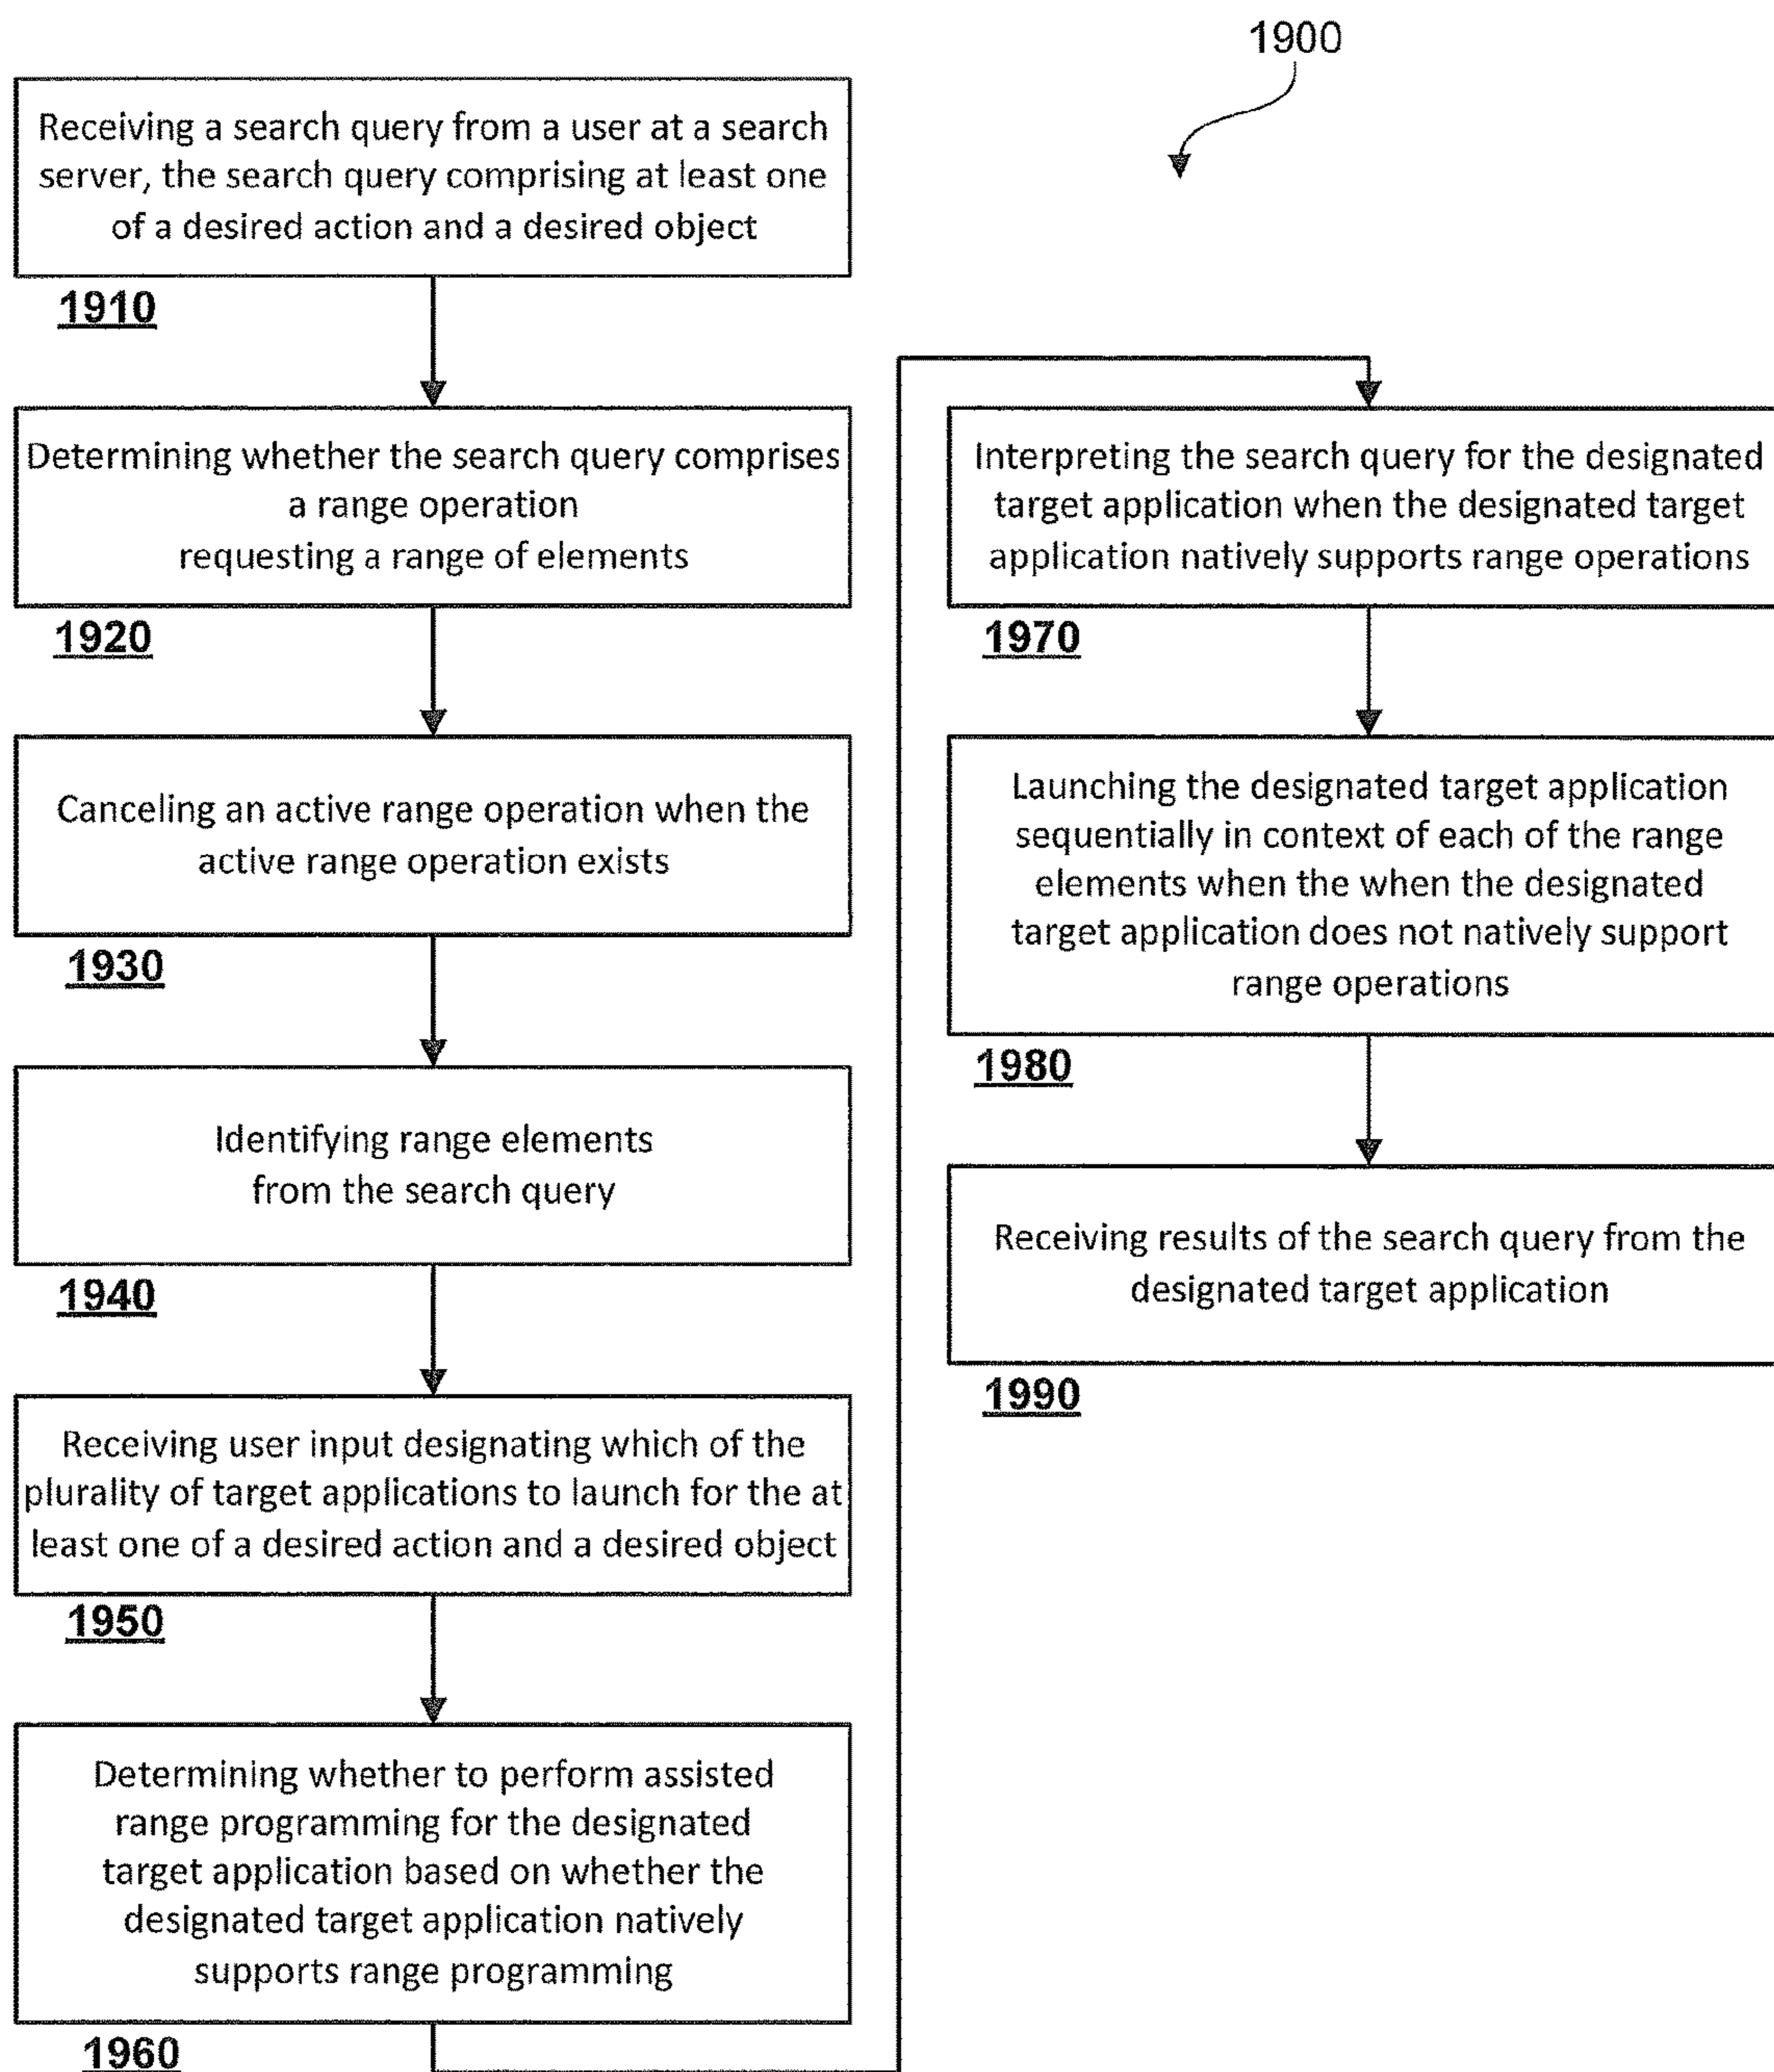 1900
Receiving a search query from a user at a search
server, the search query comprising at least one
of a desired action and a desired object
1910
Determining whether the search query comprises
a range operation
requesting a range of elements
1920
Canceling an active range operation when the
active range operation exists
1930
Identifying range elements
from the search query
1940
Receiving user input designating which of the
plurality of target applications to launch for the at
least one of a desired action and a desired object
1950
Determining whether to perform assisted
range programming for the designated
target application based on whether the
designated target application natively
supports range programming
1960
Interpreting the search query for the designated
target application when the designated target
application natively supports range operations
1970
Launching the designated target application
sequentially in context of each of the range
elements when the when the designated
target application does not natively support
range operations
1980
Receiving results of the search query from the
designated target application
1990